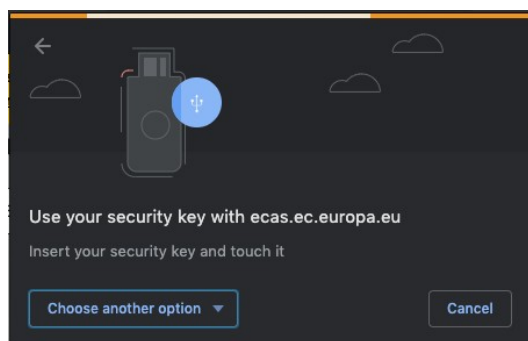 Use your security key with ecas.ec.europa.eu
Insert your security key and touch it
Choose another option
Cancel